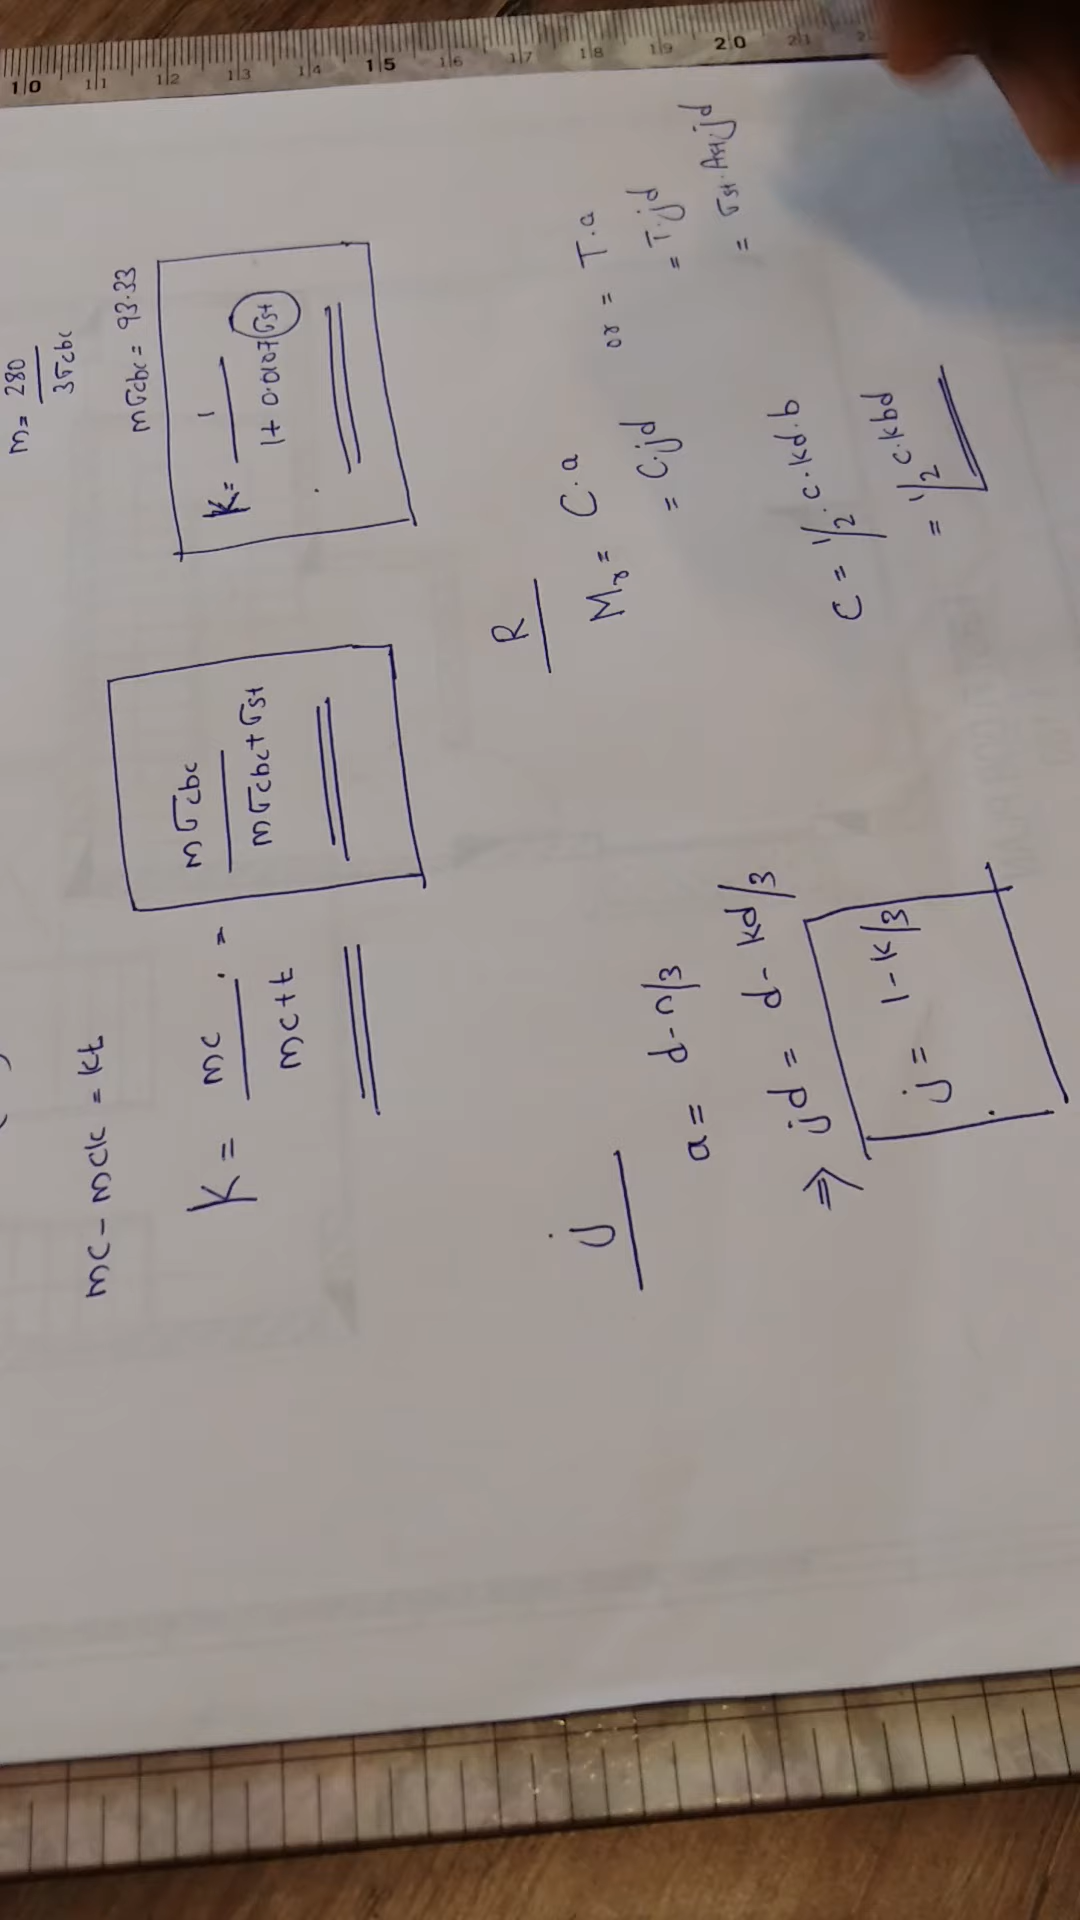 mc - mck = kt
K = mc / mc+t = mσcbc / mσcbc + σst
m = 280 / 3σcbc
mσcbc = 93.33
K = 1 / 1 + 0.0107 σst
j
a = d - n/3
⇒ jd = d - kd/3
j = 1 - k/3
R
Mr = C.a or = T.a
= C.jd = T.jd
= σst.Ast.jd
C = 1/2.c.kd.b
= 1/2 c.kbd
10 11 12 13 14 15 16 17 18 19 20 21